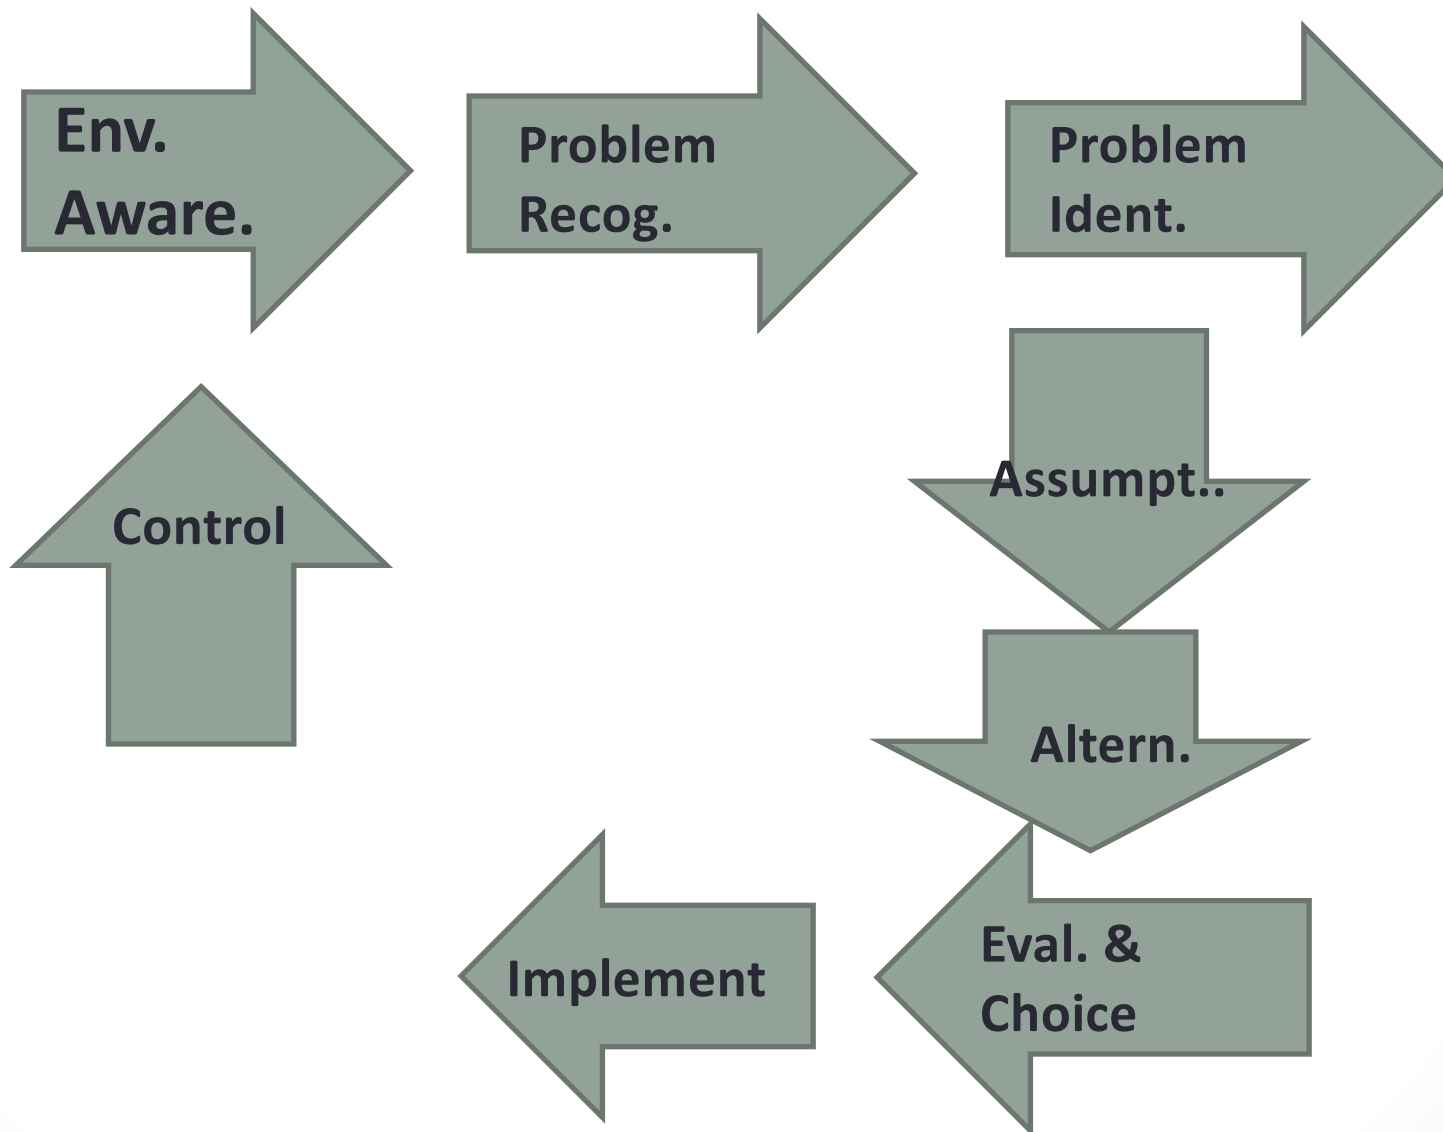 Env.
Aware.
Problem
Recog.
Problem
Ident.
Assumpt..
Altern.
Eval. &
Choice
Implement
Control